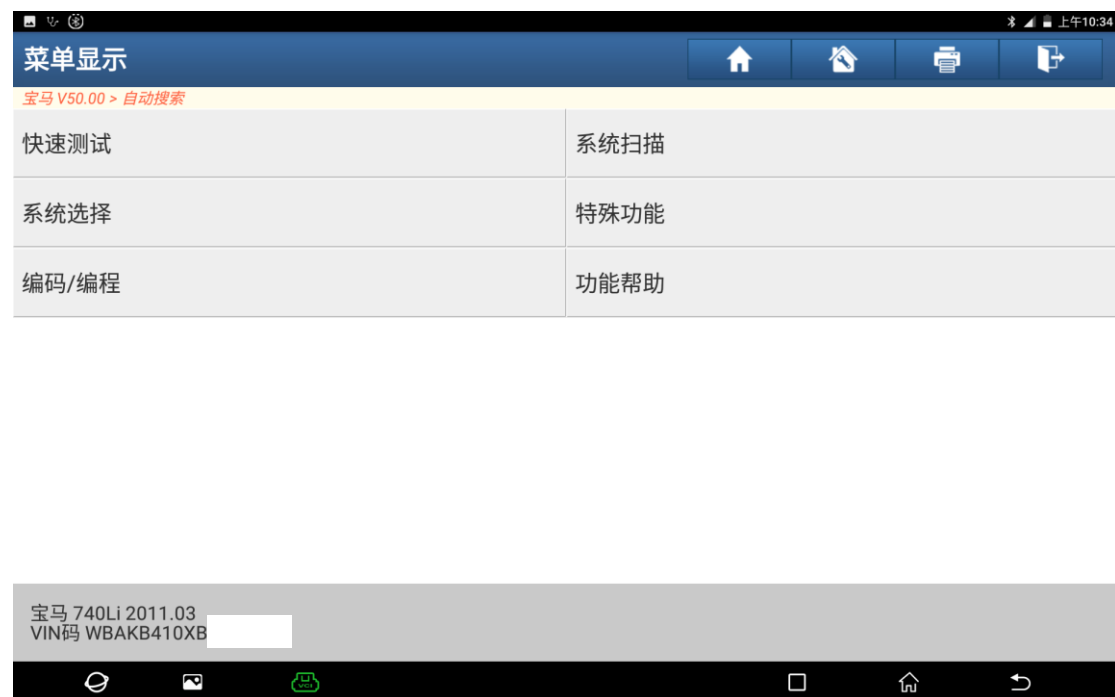 上午10:34
菜单显示
宝马 V50.00 > 自动搜索
快速测试
系统扫描
系统选择
特殊功能
编码/编程
功能帮助
宝马 740Li 2011.03
VIN码 WBAKB410XB
VCI